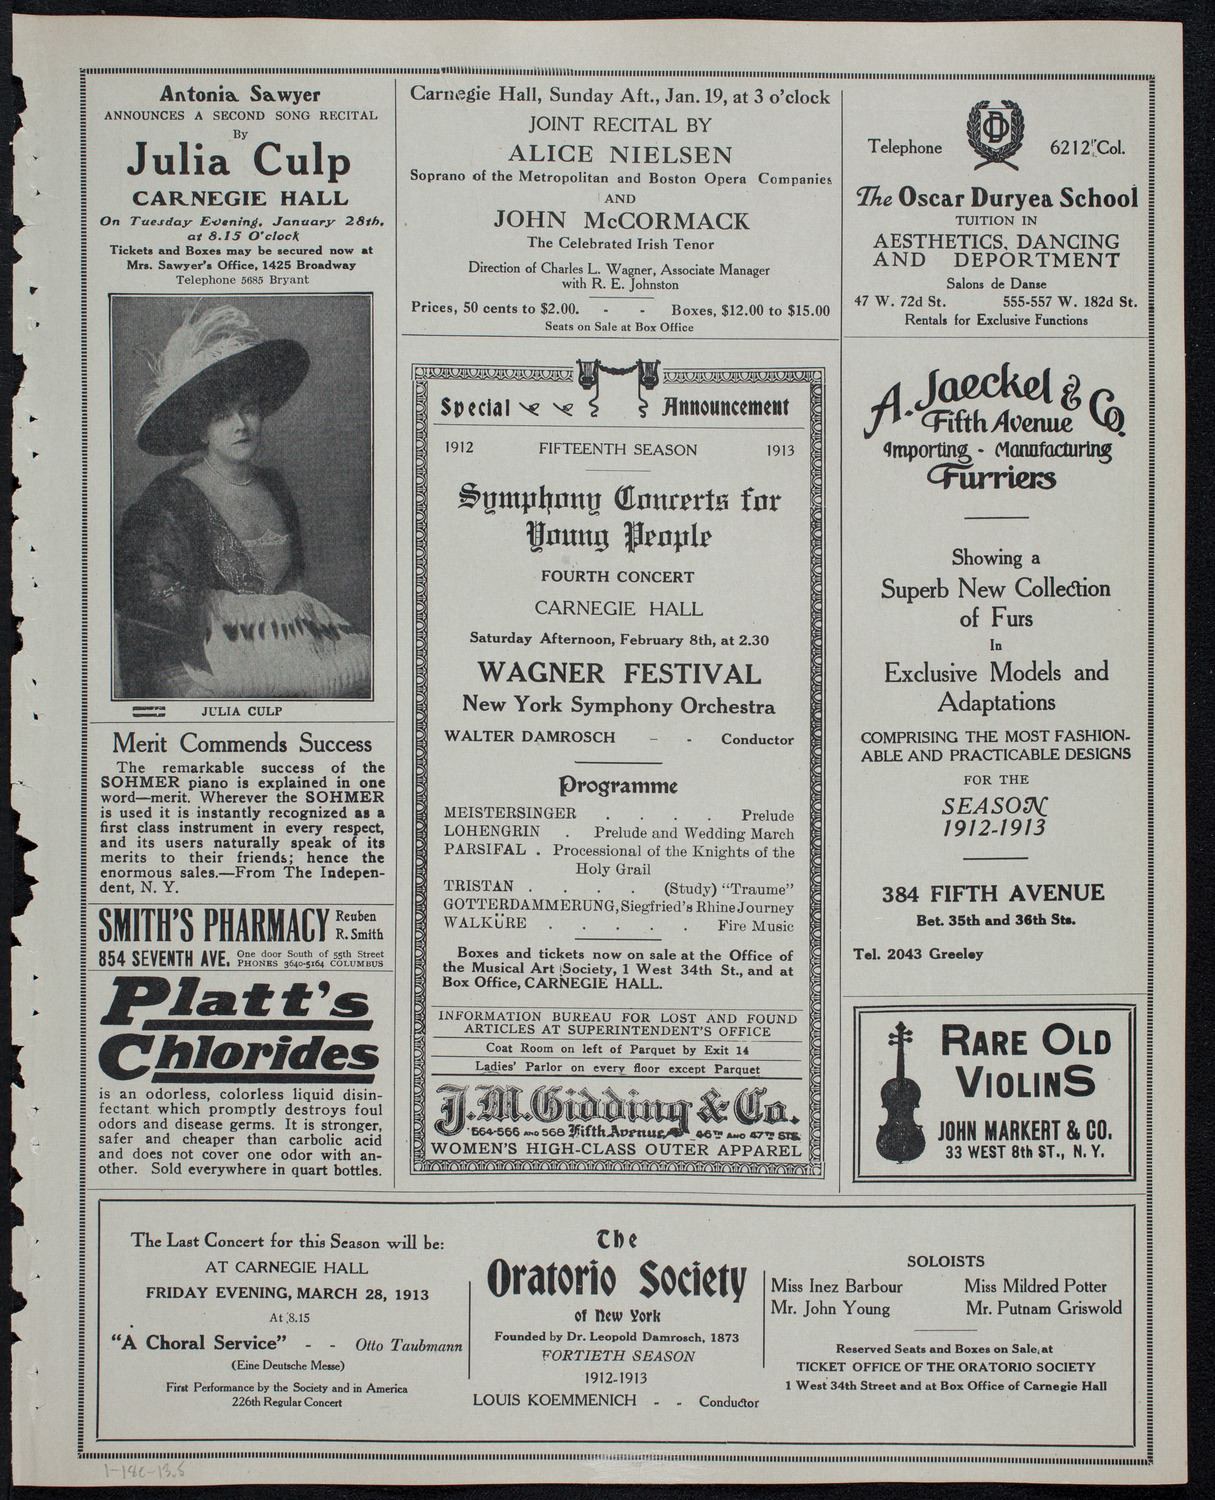 Antonia Sawyer
ANNOUNCES A SECOND SONG RECITAL
By
Julia Culp
CARNEGIE HALL
On Tuesday Evening, January 28th,
at 8.15 O'clock
Tickets and Boxes may be secured now at
Mrs. Sawyer's Office, 1425 Broadway
Telephone 5685 Bryant
JULIA CULP
Merit Commends Success
The remarkable success of the
SOHMER piano is explained in one
word—merit. Wherever the SOHMER
is used it is instantly recognized as a
first class instrument in every respect,
and its users naturally speak of its
merits to their friends; hence the
enormous sales.—From The Indepen-
dent, N. Y.
SMITH'S PHARMACY Reuben
R. Smith
854 SEVENTH AVE. One door South of 55th Street
PHONES 3640-5164 COLUMBUS
Platt's
Chlorides
is an odorless, colorless liquid disin-
fectant which promptly destroys foul
odors and disease germs. It is stronger,
safer and cheaper than carbolic acid
and does not cover one odor with an-
other. Sold everywhere in quart bottles.
Carnegie Hall, Sunday Aft., Jan. 19, at 3 o'clock
JOINT RECITAL BY
ALICE NIELSEN
Soprano of the Metropolitan and Boston Opera Companies
AND
JOHN McCORMACK
The Celebrated Irish Tenor
Direction of Charles L. Wagner, Associate Manager
with R. E. Johnston
Prices, 50 cents to $2.00. - - Boxes, $12.00 to $15.00
Seats on Sale at Box Office
Special Announcement
1912 FIFTEENTH SEASON 1913
Symphony Concerts for
Young People
FOURTH CONCERT
CARNEGIE HALL
Saturday Afternoon, February 8th, at 2.30
WAGNER FESTIVAL
New York Symphony Orchestra
WALTER DAMROSCH - - Conductor
Programme
MEISTERSINGER . . . . Prelude
LOHENGRIN . Prelude and Wedding March
PARSIFAL . Processional of the Knights of the
Holy Grail
TRISTAN . . . . (Study) "Traume"
GOTTERDAMMERUNG, Siegfried's Rhine Journey
WALKÜRE . . . . . Fire Music
Boxes and tickets now on sale at the Office of
the Musical Art Society, 1 West 34th St., and at
Box Office, CARNEGIE HALL.
INFORMATION BUREAU FOR LOST AND FOUND
ARTICLES AT SUPERINTENDENT'S OFFICE
Coat Room on left of Parquet by Exit 14
Ladies' Parlor on every floor except Parquet
J.M. Gidding & Co.
564-566 AND 568 Fifth Avenue, 46TH AND 47TH STS.
WOMEN'S HIGH-CLASS OUTER APPAREL
Telephone 6212 Col.
The Oscar Duryea School
TUITION IN
AESTHETICS, DANCING
AND DEPORTMENT
Salons de Danse
47 W. 72d St. 555-557 W. 182d St.
Rentals for Exclusive Functions
A. Jaeckel & Co.
Fifth Avenue
Importing - Manufacturing
Furriers
Showing a
Superb New Collection
of Furs
In
Exclusive Models and
Adaptations
COMPRISING THE MOST FASHION-
ABLE AND PRACTICABLE DESIGNS
FOR THE
SEASON
1912-1913
384 FIFTH AVENUE
Bet. 35th and 36th Sts.
Tel. 2043 Greeley
RARE OLD
VIOLINS
JOHN MARKERT & CO.
33 WEST 8th ST., N. Y.
The Last Concert for this Season will be:
AT CARNEGIE HALL
FRIDAY EVENING, MARCH 28, 1913
At 8.15
"A Choral Service" - - Otto Taubmann
(Eine Deutsche Messe)
First Performance by the Society and in America
226th Regular Concert
The
Oratorio Society
of New York
Founded by Dr. Leopold Damrosch, 1873
FORTIETH SEASON
1912-1913
LOUIS KOEMMENICH - - Conductor
SOLOISTS
Miss Inez Barbour Miss Mildred Potter
Mr. John Young Mr. Putnam Griswold
Reserved Seats and Boxes on Sale at
TICKET OFFICE OF THE ORATORIO SOCIETY
1 West 34th Street and at Box Office of Carnegie Hall